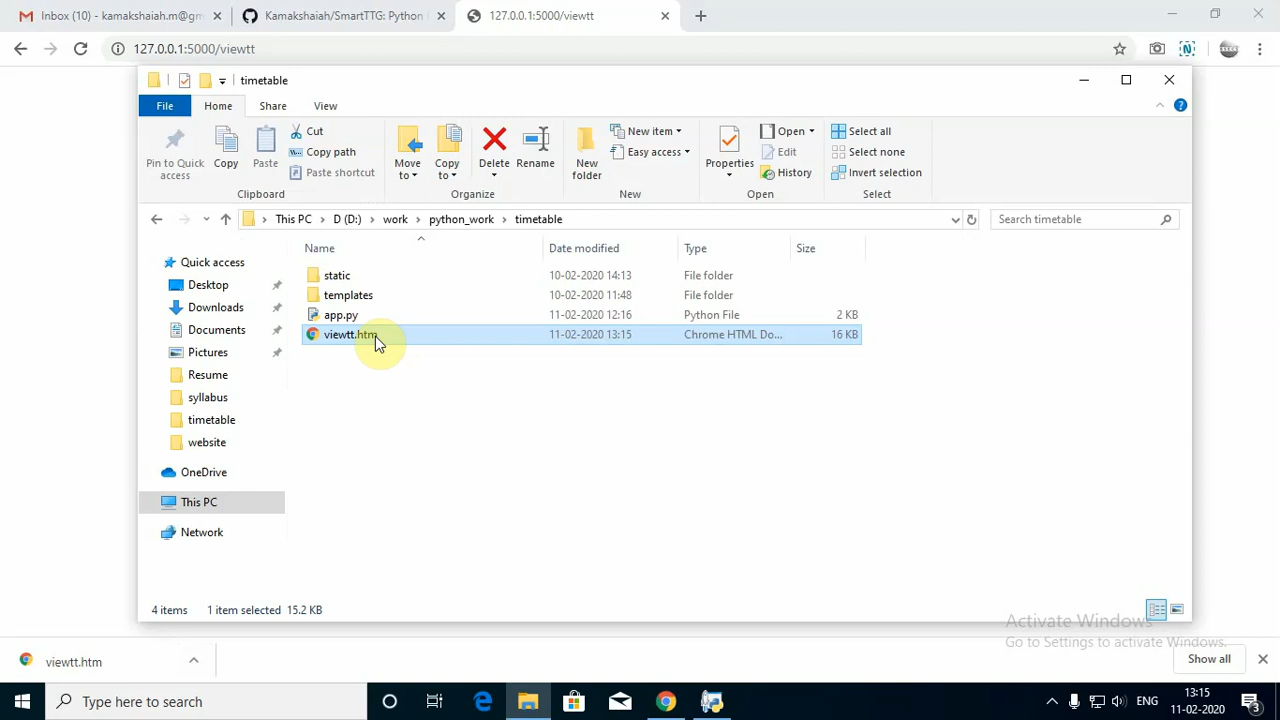 Inbox (10) - kamakshaiah.m@gm
Kamakshaiah/SmartTTG: Python
127.0.0.1:5000/viewtt
127.0.0.1:5000/viewtt
timetable
File
Home
Share
View
Pin to Quick access
Copy
Paste
Cut
Copy path
Paste shortcut
Clipboard
Move to
Copy to
Delete
Rename
Organize
New folder
New item
Easy access
New
Properties
Open
Edit
History
Open
Select all
Select none
Invert selection
Select
This PC > D (D:) > work > python_work > timetable
Search timetable
Name
Date modified
Type
Size
static 10-02-2020 14:13 File folder
templates 10-02-2020 11:48 File folder
app.py 11-02-2020 12:16 Python File 2 KB
viewtt.htm 11-02-2020 13:15 Chrome HTML Do... 16 KB
Quick access
Desktop
Downloads
Documents
Pictures
Resume
syllabus
timetable
website
OneDrive
This PC
Network
4 items
1 item selected 15.2 KB
Activate Windows
Go to Settings to activate Windows.
viewtt.htm
Show all
Type here to search
ENG
13:15
11-02-2020
3